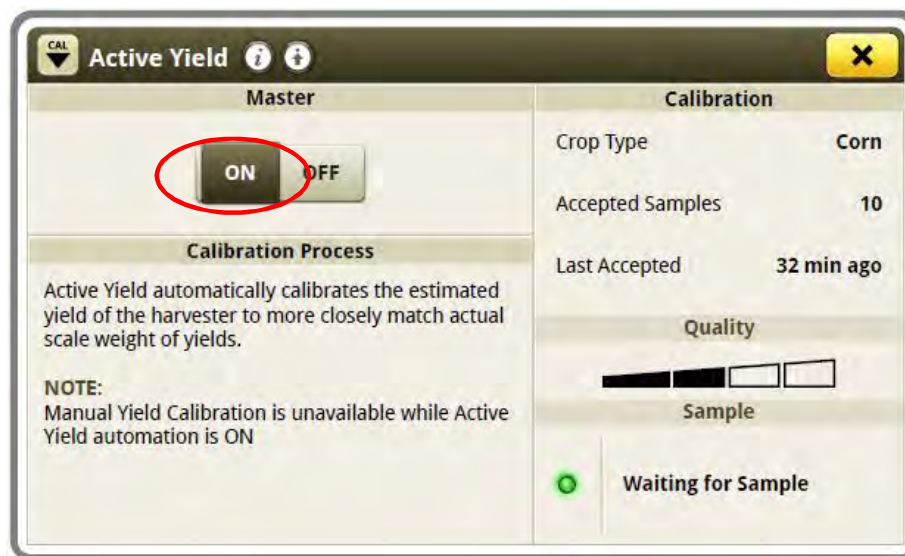 CAL
Active Yield
Master
ON OFF
Calibration Process
Active Yield automatically calibrates the estimated
yield of the harvester to more closely match actual
scale weight of yields.
NOTE:
Manual Yield Calibration is unavailable while Active
Yield automation is ON
Calibration
Crop Type Corn
Accepted Samples 10
Last Accepted 32 min ago
Quality
Sample
Waiting for Sample